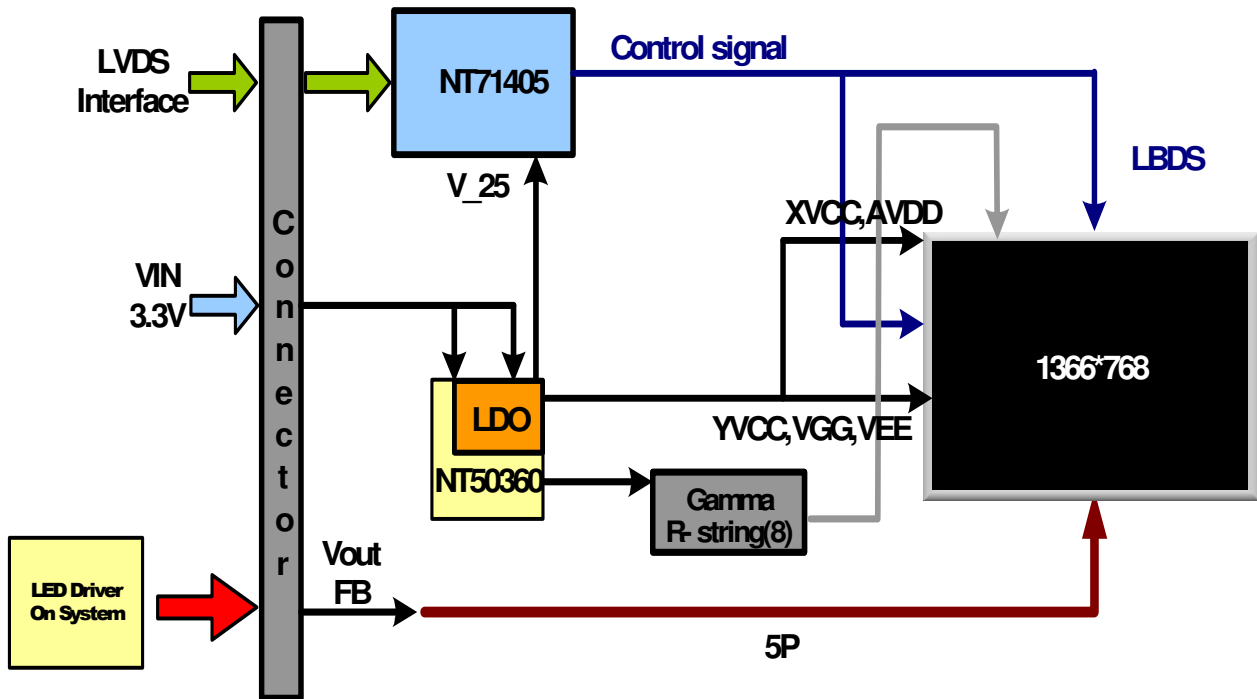 LVDS
Interface
NT71405
Control signal
LBDS
V_25
XVCC,AVDD
Connector
VIN
3.3V
1366*768
LDO
YVCC,VGG,VEE
NT50360
Gamma
R- string(8)
Vout
FB
LED Driver
On System
5P